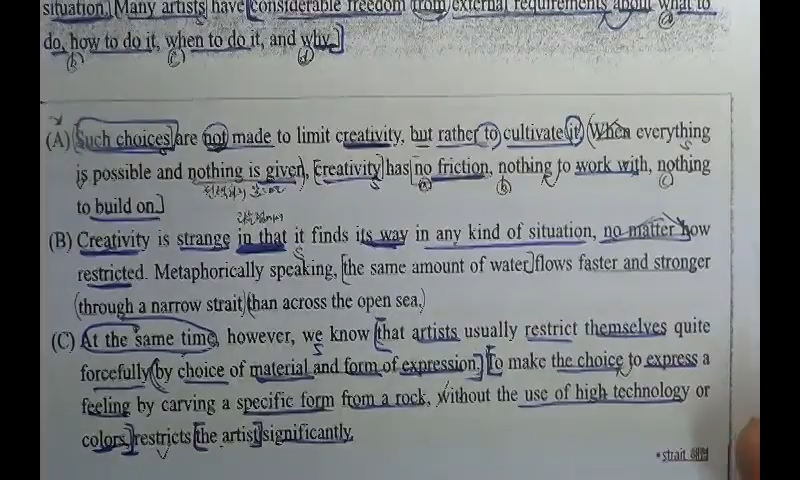 situation. Many artists have considerable freedom from external requirements about what to
do, how to do it, when to do it, and why.
(A) Such choices are not made to limit creativity, but rather to cultivate it. When everything
is possible and nothing is given, creativity has no friction, nothing to work with, nothing
to build on.
(B) Creativity is strange in that it finds its way in any kind of situation, no matter how
restricted. Metaphorically speaking, the same amount of water flows faster and stronger
through a narrow strait than across the open sea.
(C) At the same time, however, we know that artists usually restrict themselves quite
forcefully by choice of material and form of expression. To make the choice to express a
feeling by carving a specific form from a rock, without the use of high technology or
colors, restricts the artist significantly.
* strait 해협